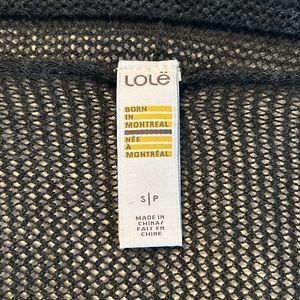 Lolë
BORN
IN
MONTREAL
NÉE
À
MONTRÉAL
S|P
MADE IN
CHINA/
FAIT EN
CHINE